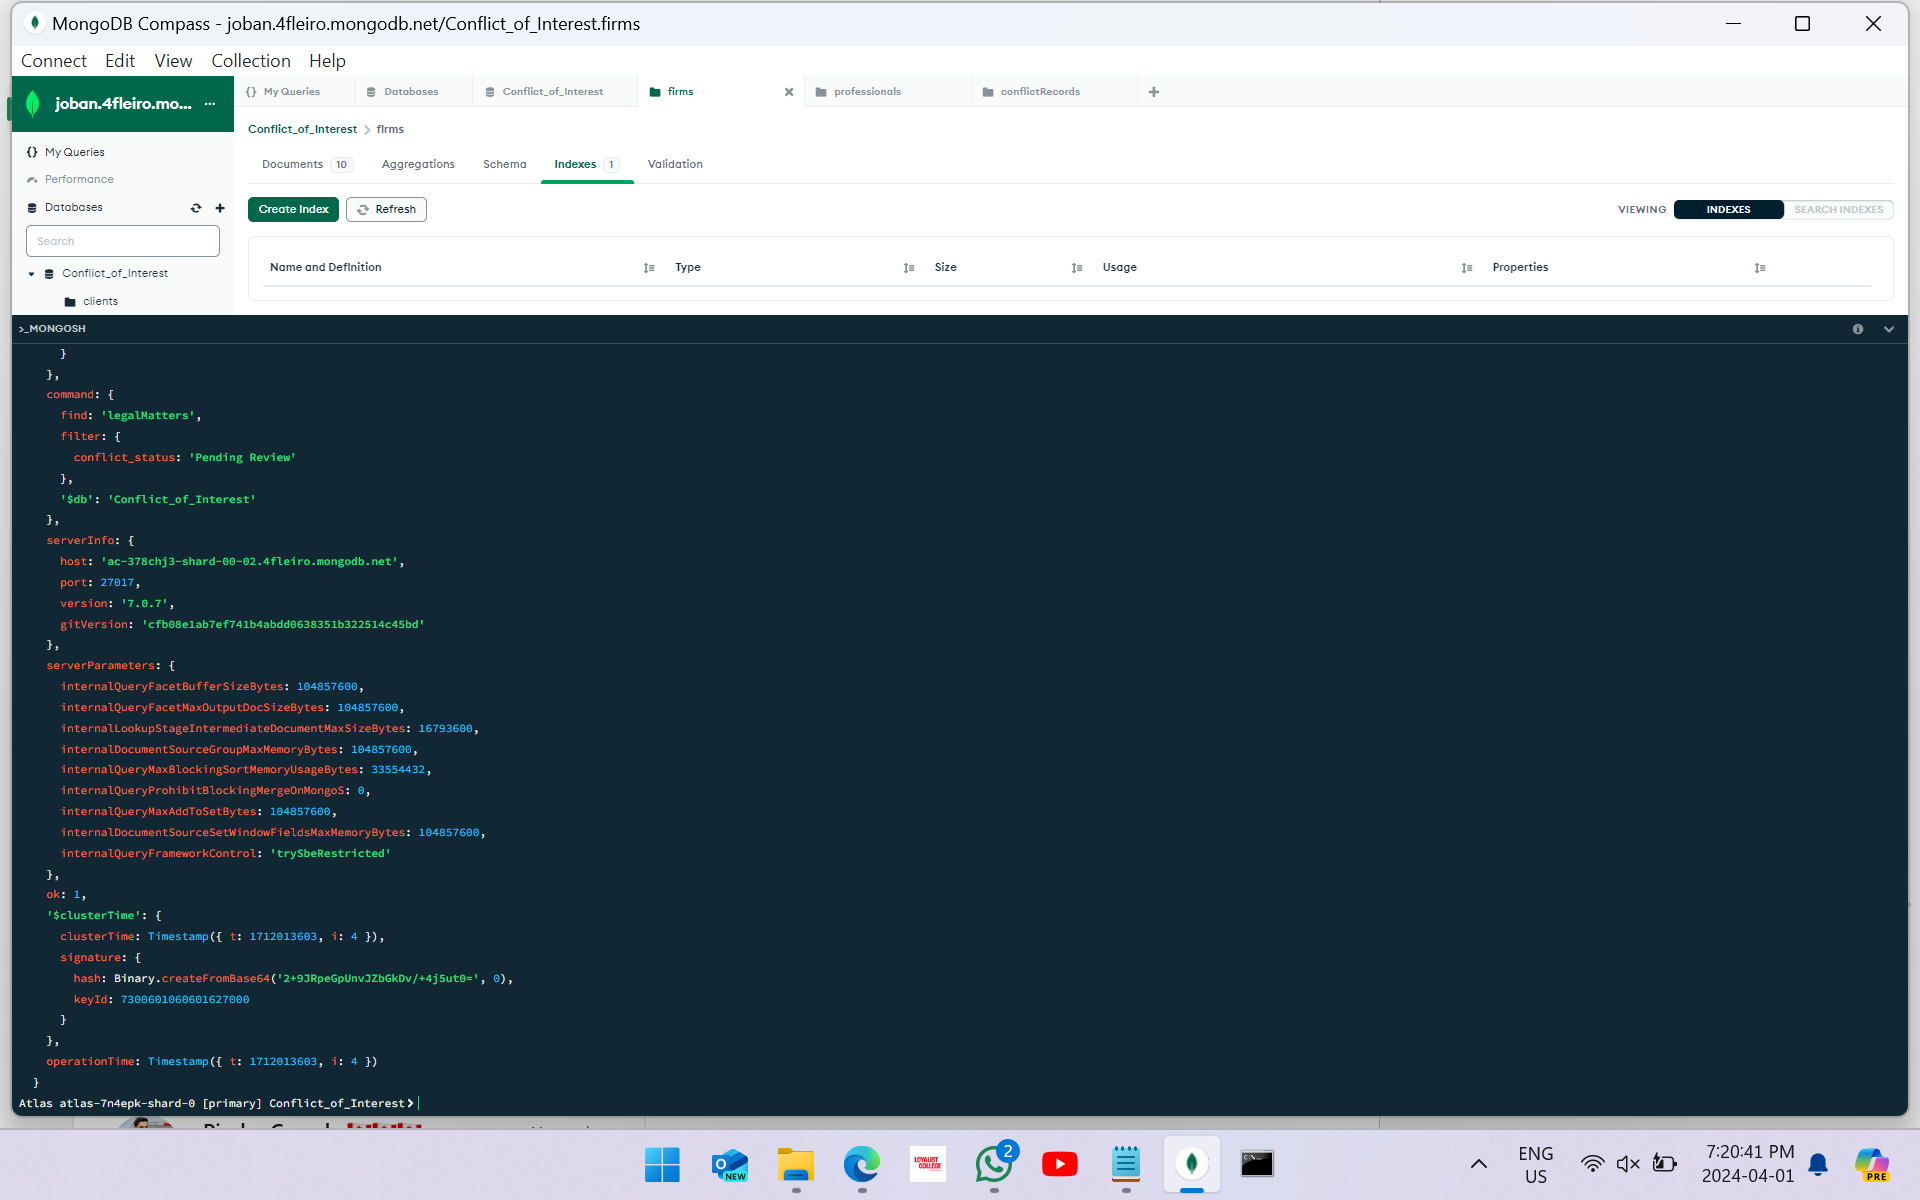 MongoDB Compass - joban.4fleiro.mongodb.net/Conflict_of_Interest.firms
Connect Edit View Collection Help
joban.4fleiro.mo... ...
{} My Queries
Databases
Conflict_of_Interest
firms
professionals
conflictRecords
Conflict_of_Interest > firms
{} My Queries
Performance
Databases
Search
Conflict_of_Interest
clients
Documents 10 Aggregations Schema Indexes 1 Validation
Create Index Refresh
VIEWING INDEXES SEARCH INDEXES
Name and Definition Type Size Usage Properties
>_MONGOSH
}
},
command: {
find: 'legalMatters',
filter: {
conflict_status: 'Pending Review'
},
'$db': 'Conflict_of_Interest'
},
serverInfo: {
host: 'ac-378chj3-shard-00-02.4fleiro.mongodb.net',
port: 27017,
version: '7.0.7',
gitVersion: 'cfb08e1ab7ef741b4abdd0638351b322514c45bd'
},
serverParameters: {
internalQueryFacetBufferSizeBytes: 104857600,
internalQueryFacetMaxOutputDocSizeBytes: 104857600,
internalLookupStageIntermediateDocumentMaxSizeBytes: 16793600,
internalDocumentSourceGroupMaxMemoryBytes: 104857600,
internalQueryMaxBlockingSortMemoryUsageBytes: 33554432,
internalQueryProhibitBlockingMergeOnMongoS: 0,
internalQueryMaxAddToSetBytes: 104857600,
internalDocumentSourceSetWindowFieldsMaxMemoryBytes: 104857600,
internalQueryFrameworkControl: 'trySbeRestricted'
},
ok: 1,
'$clusterTime': {
clusterTime: Timestamp({ t: 1712013603, i: 4 }),
signature: {
hash: Binary.createFromBase64('2+9JRpeGpUnvJZbGkDv/+4j5ut0=', 0),
keyId: 7300601060601627000
}
},
operationTime: Timestamp({ t: 1712013603, i: 4 })
}
Atlas atlas-7n4epk-shard-0 [primary] Conflict_of_Interest>
NEW
LOYALIST COLLEGE
2
ENG
US
7:20:41 PM
2024-04-01
PRE